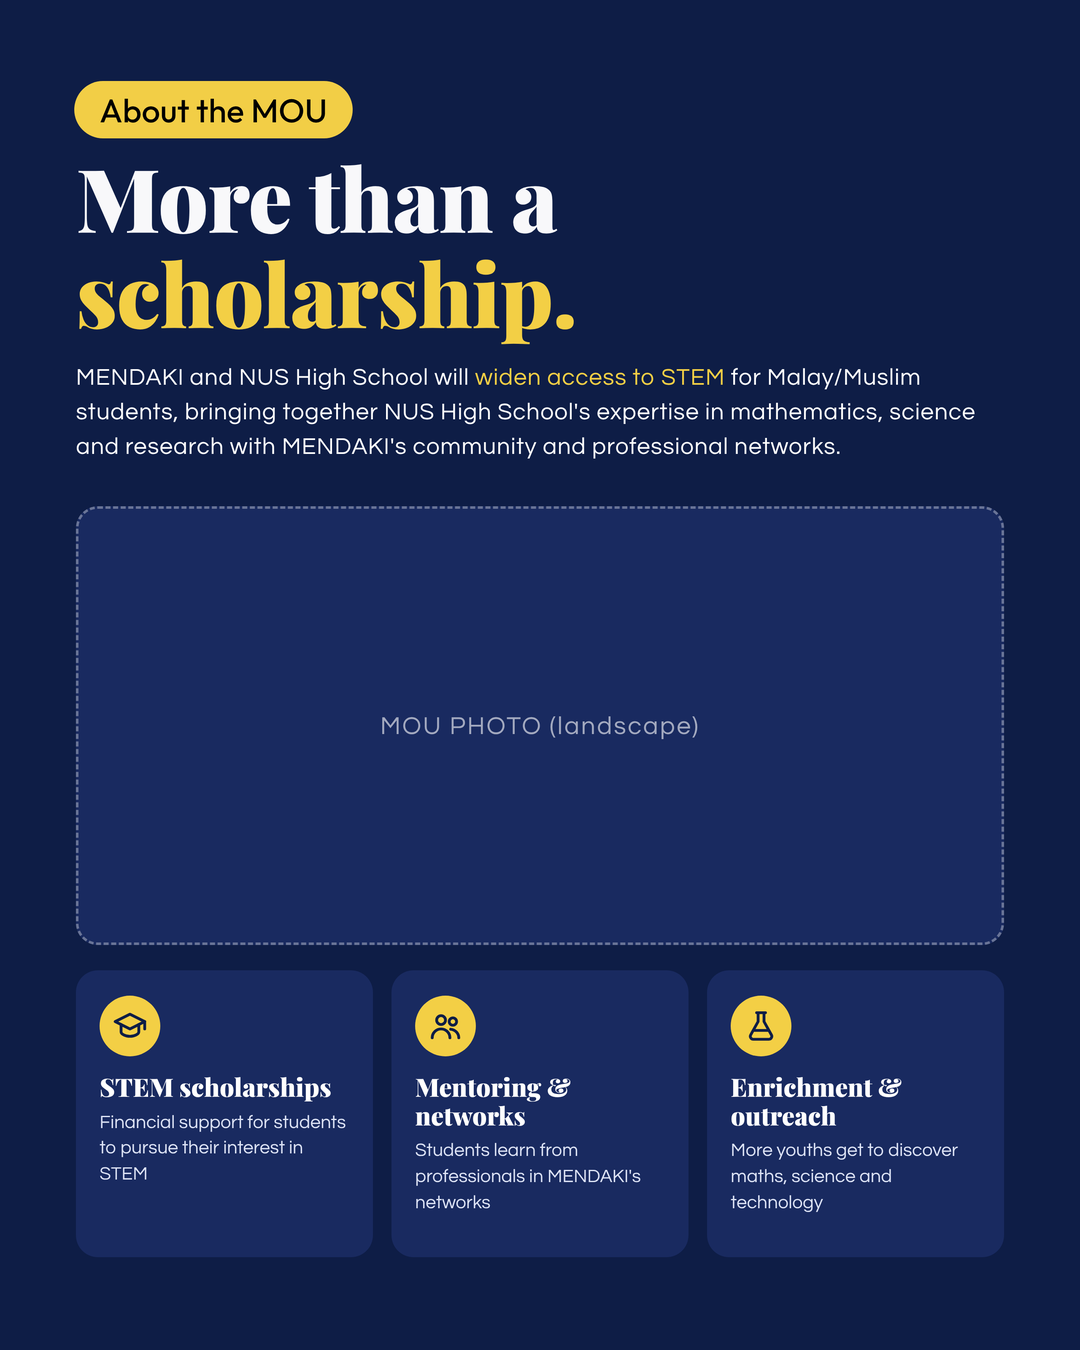 About the MOU
More than a
scholarship.
MENDAKI and NUS High School will widen access to STEM for Malay/Muslim
students, bringing together NUS High School's expertise in mathematics, science
and research with MENDAKI's community and professional networks.
MOU PHOTO (landscape)
STEM scholarships
Financial support for students
to pursue their interest in
STEM
Mentoring &
networks
Students learn from
professionals in MENDAKI's
networks
Enrichment &
outreach
More youths get to discover
maths, science and
technology